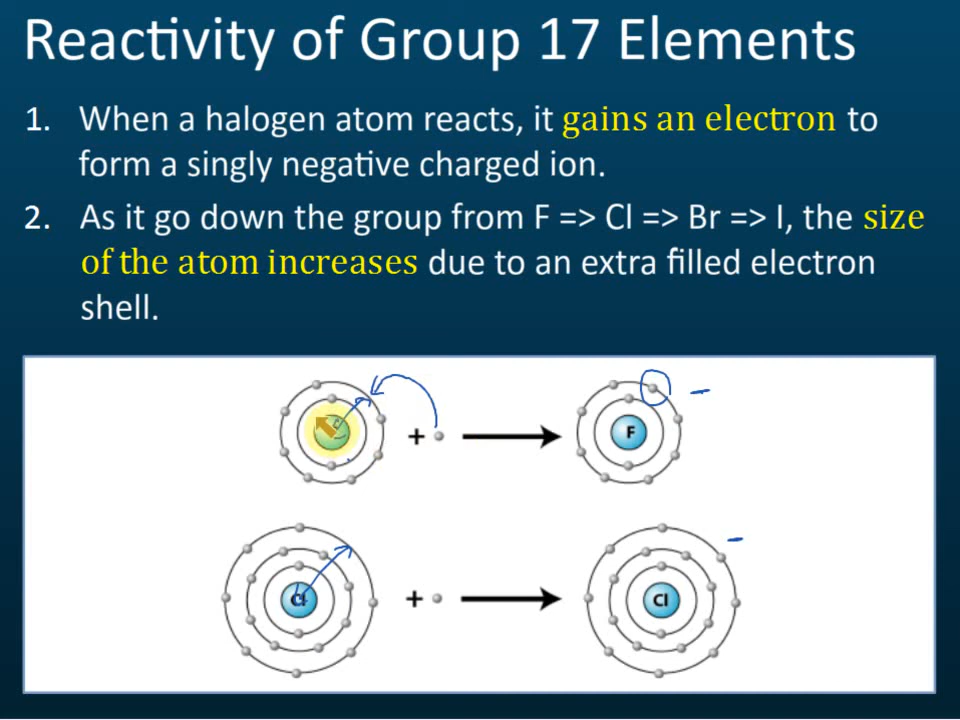 Reactivity of Group 17 Elements
1. When a halogen atom reacts, it gains an electron to
form a singly negative charged ion.
2. As it go down the group from F => Cl => Br => I, the size
of the atom increases due to an extra filled electron
shell.
+ F -
Cl + Cl -